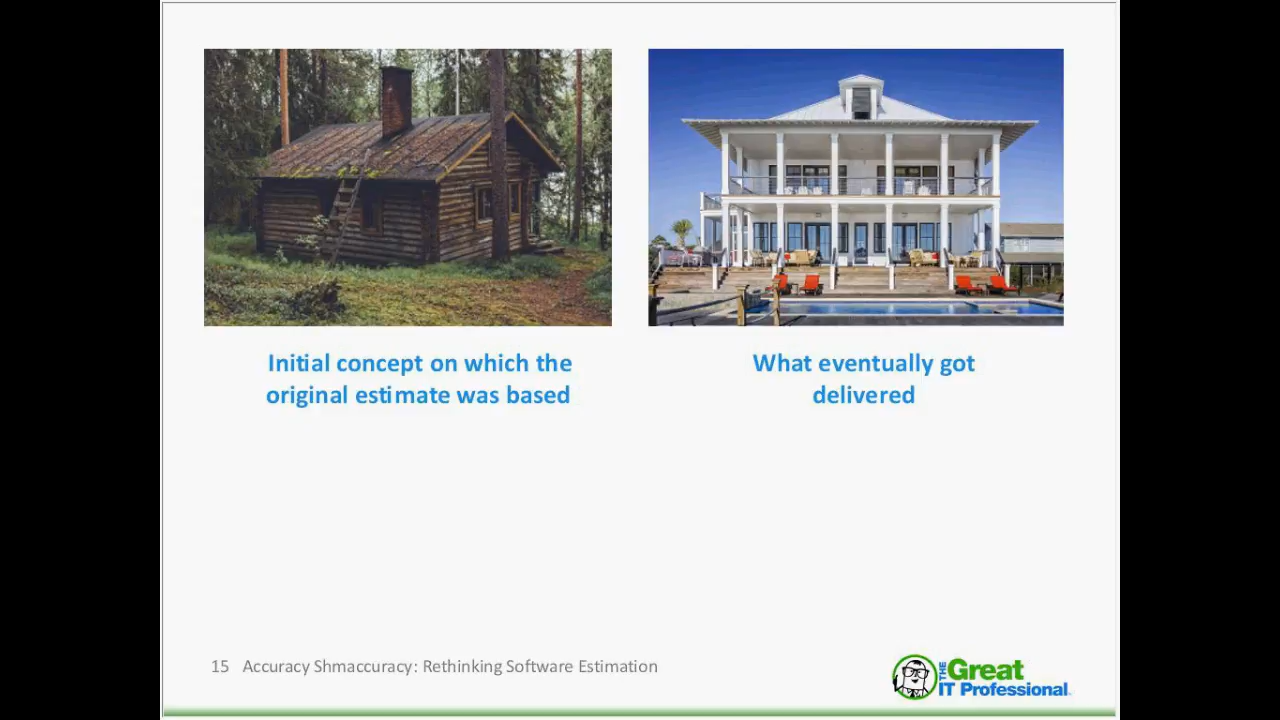 Initial concept on which the
original estimate was based
What eventually got
delivered
15 Accuracy Shmaccuracy: Rethinking Software Estimation
THE Great
IT Professional